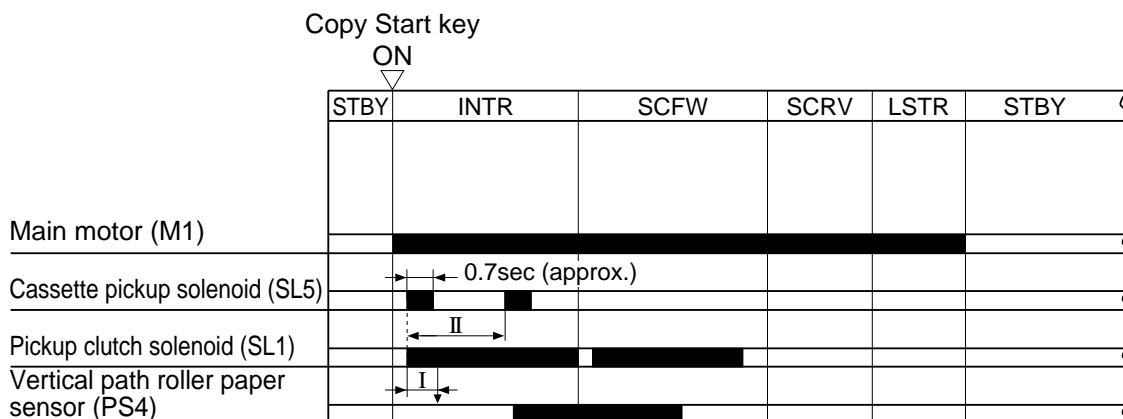 Copy Start key
ON
STBY INTR SCFW SCRV LSTR STBY
Main motor (M1)
0.7sec (approx.)
Cassette pickup solenoid (SL5)
II
Pickup clutch solenoid (SL1)
I
Vertical path roller paper
sensor (PS4)